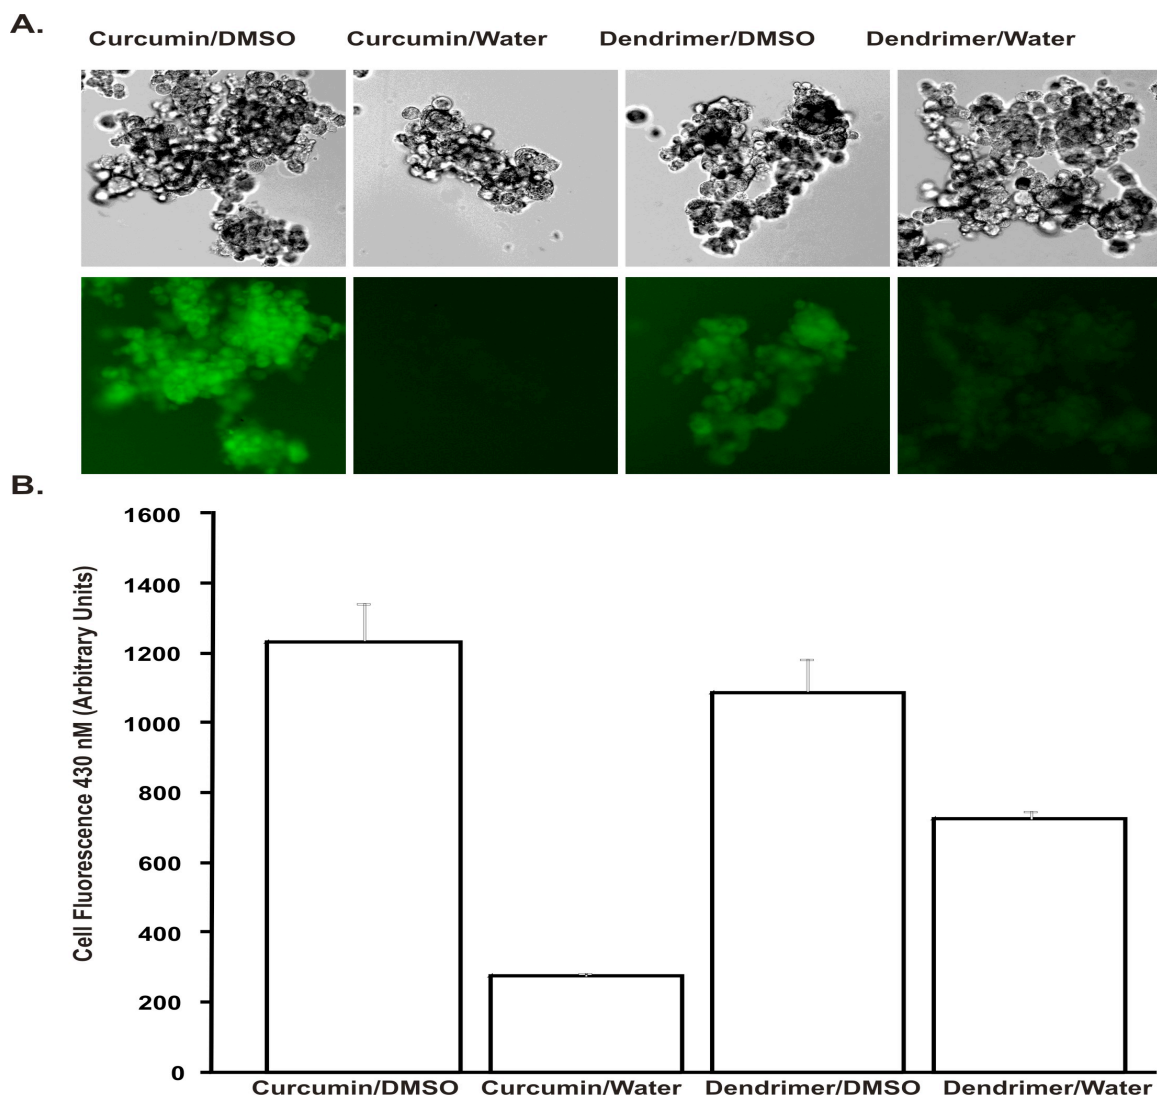 A.
Curcumin/DMSO Curcumin/Water Dendrimer/DMSO Dendrimer/Water
B.
Cell Fluorescence 430 nM (Arbitrary Units)
1600
1400
1200
1000
800
600
400
200
0
Curcumin/DMSO Curcumin/Water Dendrimer/DMSO Dendrimer/Water